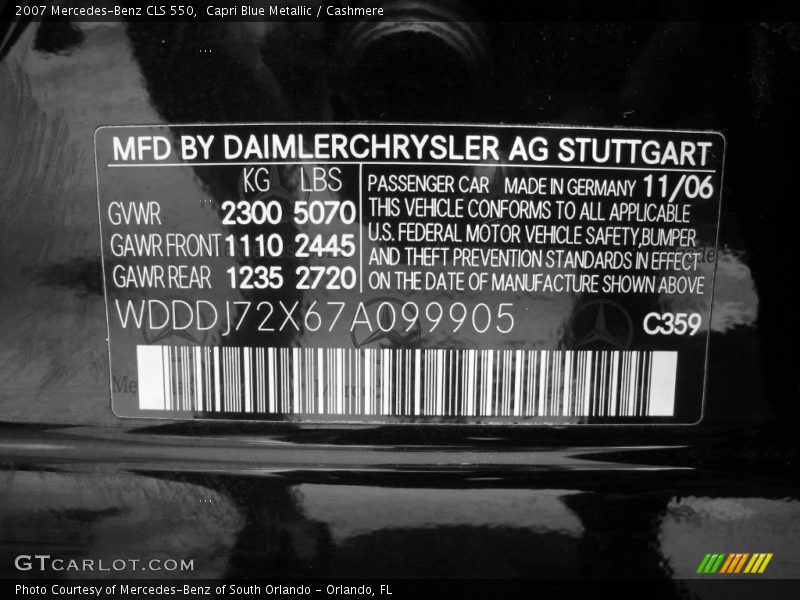 2007 Mercedes-Benz CLS 550,  Capri Blue Metallic / Cashmere
MFD BY DAIMLERCHRYSLER AG STUTTGART
KG LBS
GVWR 2300 5070
GAWR FRONT 1110 2445
GAWR REAR 1235 2720
PASSENGER CAR MADE IN GERMANY 11/06
THIS VEHICLE CONFORMS TO ALL APPLICABLE
U.S. FEDERAL MOTOR VEHICLE SAFETY,BUMPER
AND THEFT PREVENTION STANDARDS IN EFFECT
ON THE DATE OF MANUFACTURE SHOWN ABOVE
WDDDJ72X67A099905
C359
GTCARLOT.COM
Photo Courtesy of Mercedes-Benz of South Orlando - Orlando, FL